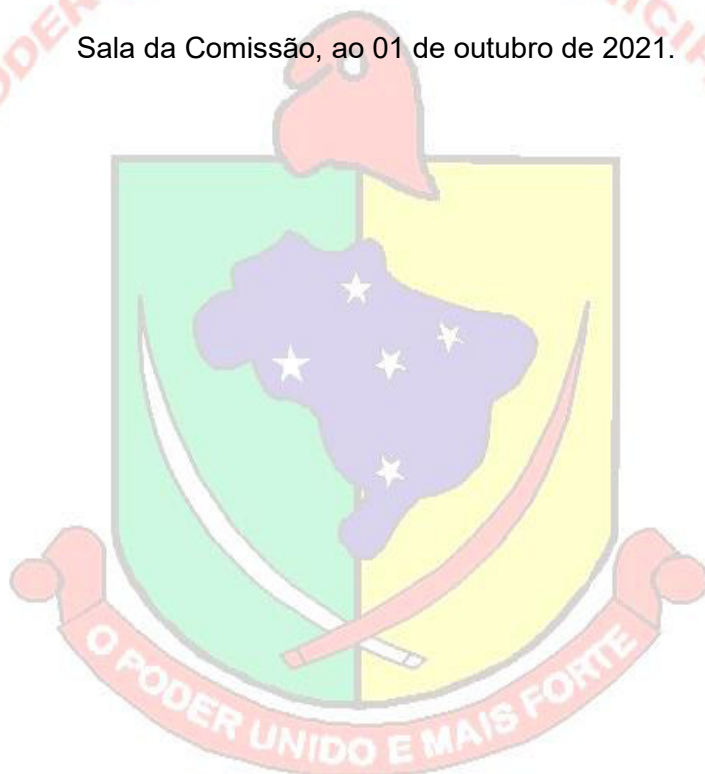 Sala da Comissão, ao 01 de outubro de 2021.
O PODER UNIDO E MAIS FORTE